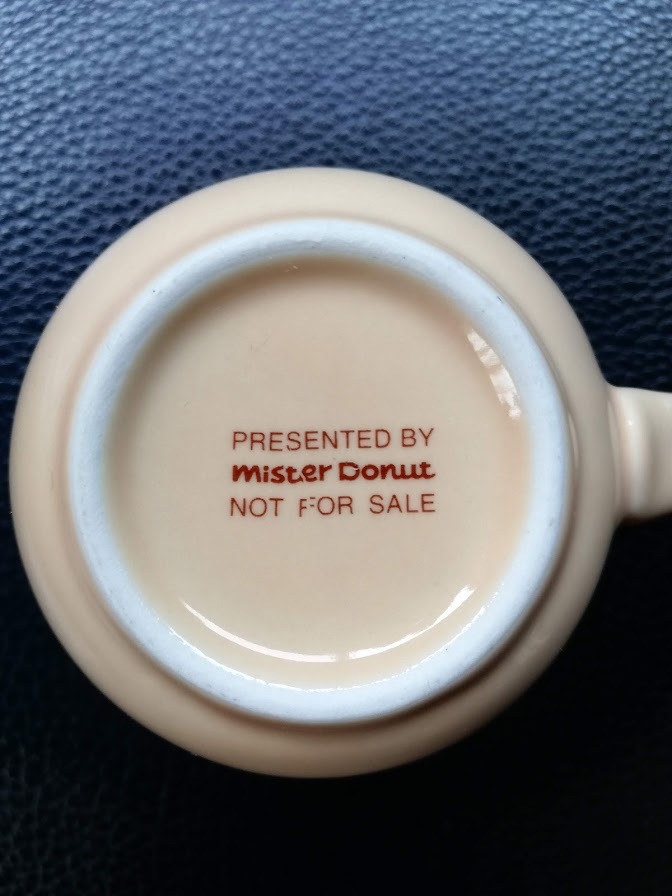 PRESENTED BY
mister Donut
NOT FOR SALE